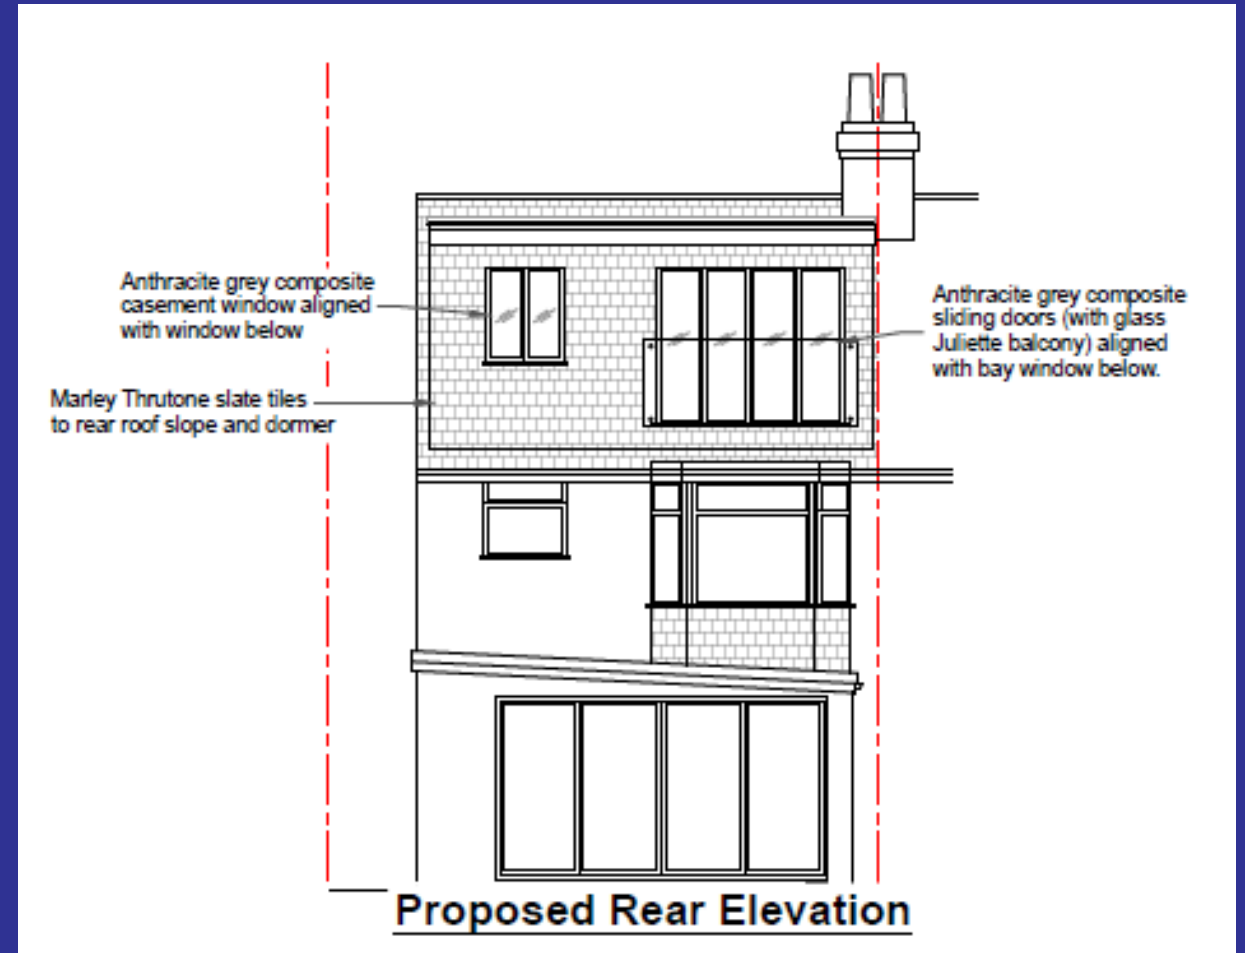 Anthracite grey composite
casement window aligned
with window below
Anthracite grey composite
sliding doors (with glass
Juliette balcony) aligned
with bay window below.
Marley Thrutone slate tiles
to rear roof slope and dormer
Proposed Rear Elevation